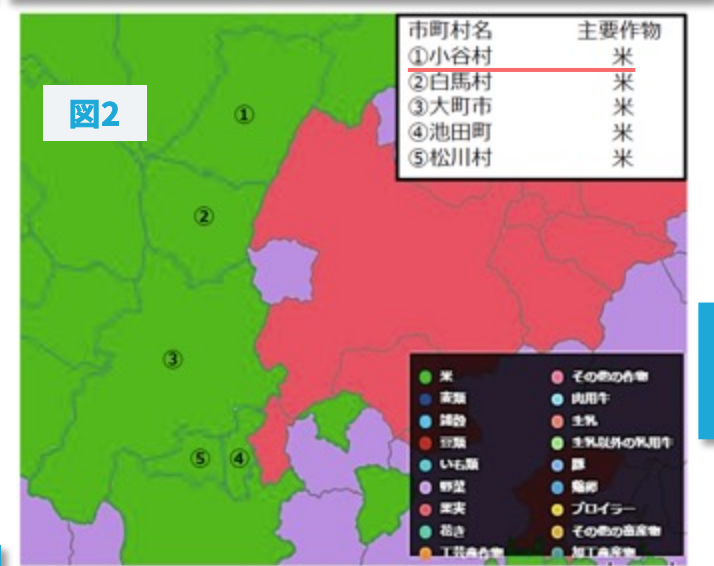 図2
市町村名 主要作物
①小谷村 米
②白馬村 米
③大町市 米
④池田町 米
⑤松川村 米
①
②
③
⑤ ④
米 その他の作物
麦類 肉用牛
雑穀 生乳
豆類 生乳以外の乳用牛
いも類 豚
野菜 鶏卵
果実 ブロイラー
花き その他の畜産物
工芸農作物 加工農産物